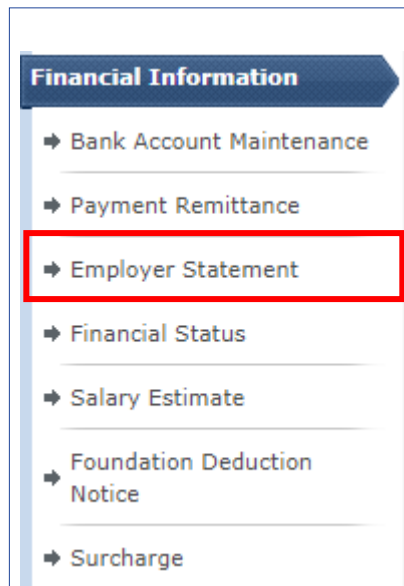 Financial Information
Bank Account Maintenance
Payment Remittance
Employer Statement
Financial Status
Salary Estimate
Foundation Deduction
Notice
Surcharge